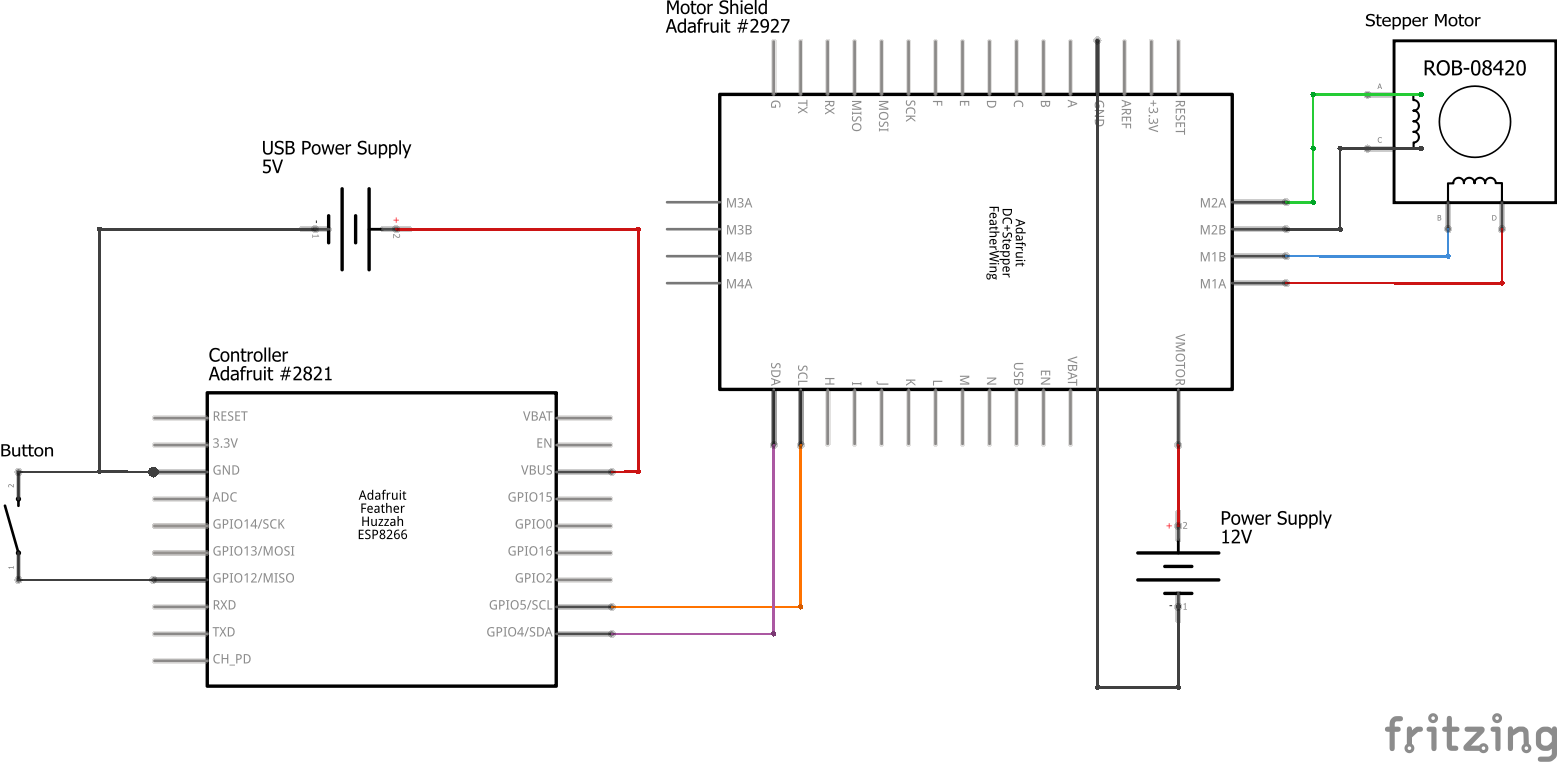 Motor Shield
Adafruit #2927
Stepper Motor
ROB-08420
A
C
B
D
G
TX
RX
MISO
MOSI
SCK
F
E
D
C
B
A
GND
AREF
+3.3V
RESET
M3A
M3B
M4B
M4A
Adafruit
DC+Stepper
FeatherWing
M2A
M2B
M1B
M1A
SDA
SCL
H
I
J
K
L
M
N
USB
EN
VBAT
VMOTOR
USB Power Supply
5V
-
1
+
2
Controller
Adafruit #2821
RESET
3.3V
GND
ADC
GPIO14/SCK
GPIO13/MOSI
GPIO12/MISO
RXD
TXD
CH_PD
Adafruit
Feather
Huzzah
ESP8266
VBAT
EN
VBUS
GPIO15
GPIO0
GPIO16
GPIO2
GPIO5/SCL
GPIO4/SDA
Button
2
1
Power Supply
12V
+
2
-
1
fritzing